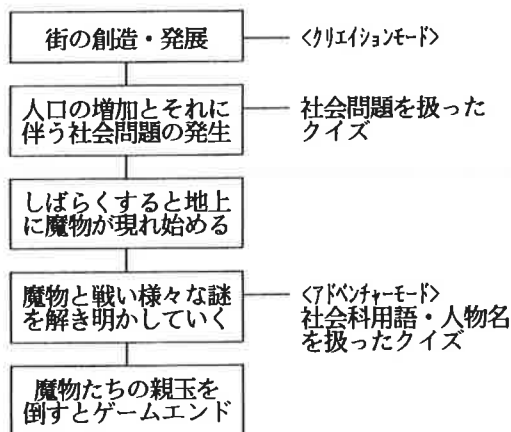 街の創造・発展
<クリエイションモード>
人口の増加とそれに
伴う社会問題の発生
社会問題を扱った
クイズ
しばらくすると地上
に魔物が現れ始める
魔物と戦い様々な謎
を解き明かしていく
<アドベンチャーモード>
社会科用語・人物名
を扱ったクイズ
魔物たちの親玉を
倒すとゲームエンド